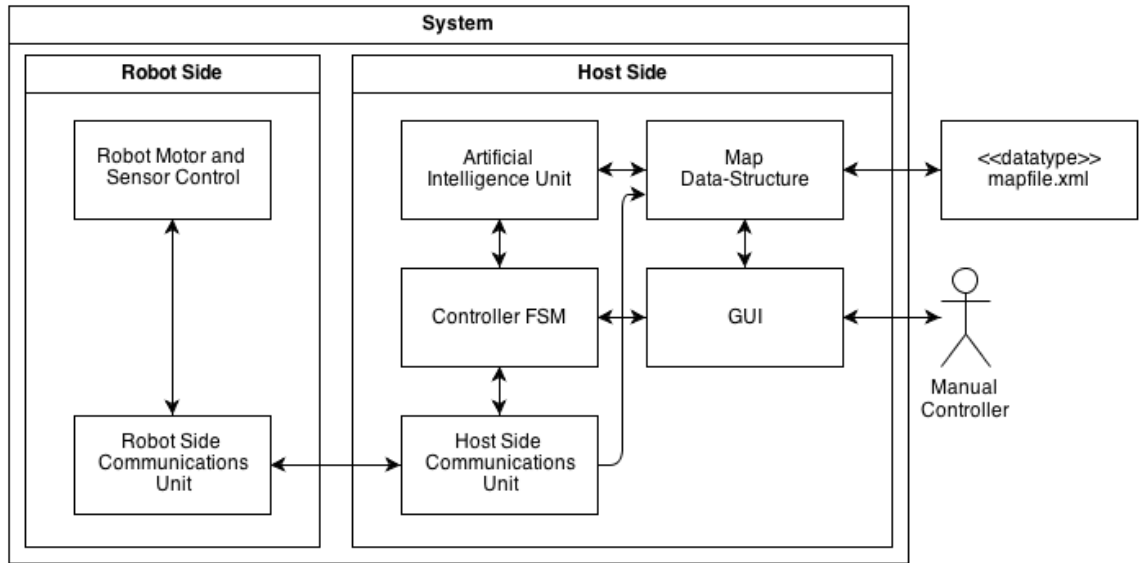 System
Robot Side
Host Side
Robot Motor and
Sensor Control
Artificial
Intelligence Unit
Map
Data-Structure
<<datatype>>
mapfile.xml
Controller FSM
GUI
Manual
Controller
Robot Side
Communications
Unit
Host Side
Communications
Unit